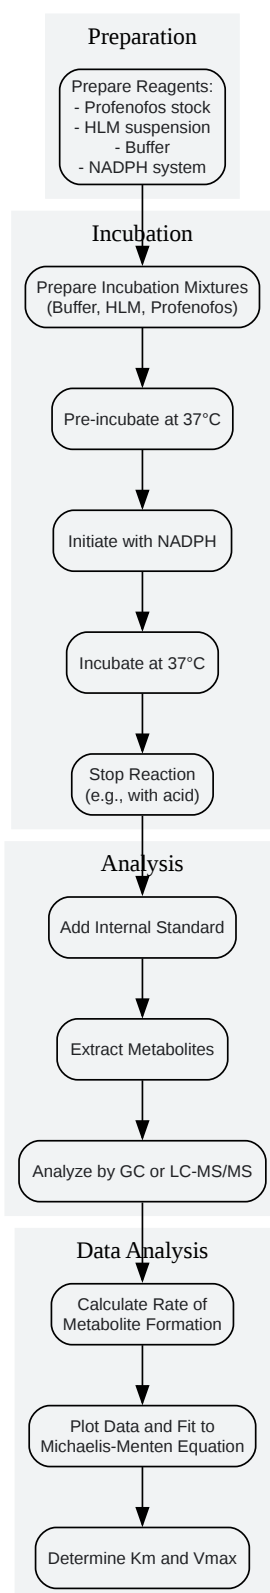 Preparation
Prepare Reagents:
- Profenofos stock
- HLM suspension
- Buffer
- NADPH system
Incubation
Prepare Incubation Mixtures
(Buffer, HLM, Profenofos)
Pre-incubate at 37°C
Initiate with NADPH
Incubate at 37°C
Stop Reaction
(e.g., with acid)
Analysis
Add Internal Standard
Extract Metabolites
Analyze by GC or LC-MS/MS
Data Analysis
Calculate Rate of
Metabolite Formation
Plot Data and Fit to
Michaelis-Menten Equation
Determine Km and Vmax